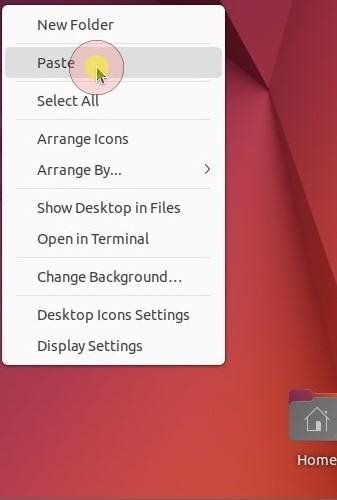 New Folder
Paste
Select All
Arrange Icons
Arrange By...
Show Desktop in Files
Open in Terminal
Change Background…
Desktop Icons Settings
Display Settings
Home